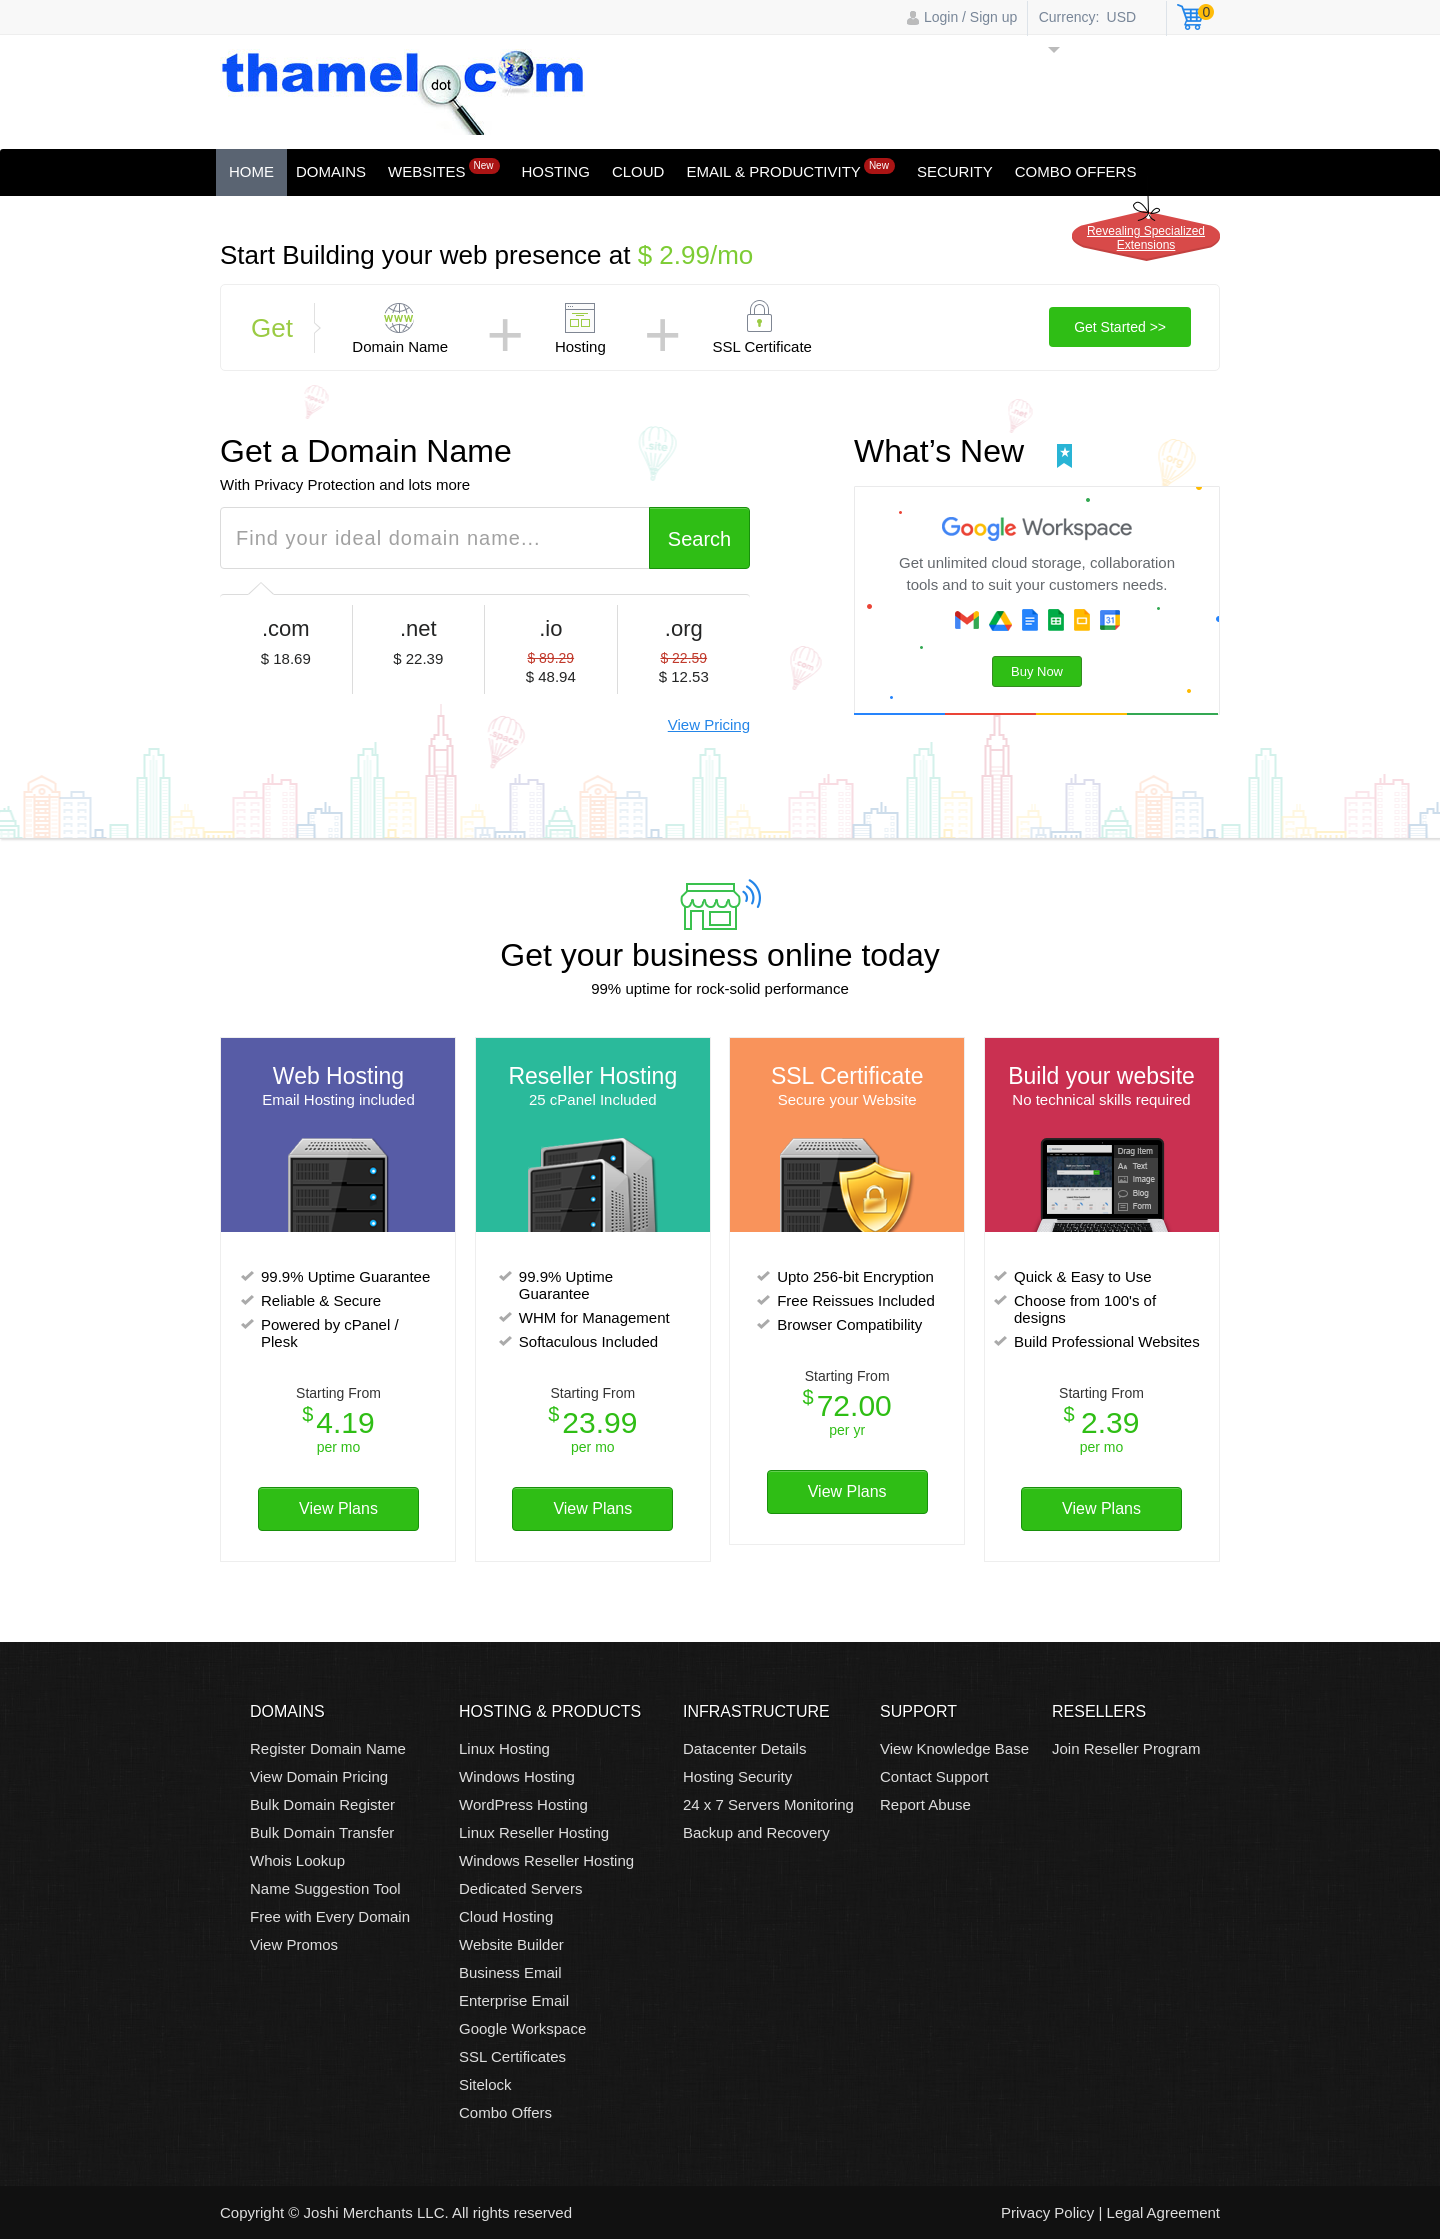 Login / Sign up
Currency: USD
0
thamel dot com
HOME
DOMAINS
WEBSITES New
HOSTING
CLOUD
EMAIL & PRODUCTIVITY New
SECURITY
COMBO OFFERS
Revealing Specialized
Extensions
Start Building your web presence at $ 2.99/mo
Get
WWW
Domain Name
Hosting
SSL Certificate
Get Started >>
.space
.net
.site
.org
Get a Domain Name
With Privacy Protection and lots more
Find your ideal domain name...
Search
.com
$ 18.69
.net
$ 22.39
.io
$ 89.29
$ 48.94
.org
$ 22.59
$ 12.53
View Pricing
.com
.space
What’s New
Google Workspace
Get unlimited cloud storage, collaboration
tools and to suit your customers needs.
31
Buy Now
Get your business online today
99% uptime for rock-solid performance
Web Hosting
Email Hosting included
99.9% Uptime Guarantee
Reliable & Secure
Powered by cPanel /
Plesk
Starting From
$4.19
per mo
View Plans
Reseller Hosting
25 cPanel Included
99.9% Uptime
Guarantee
WHM for Management
Softaculous Included
Starting From
$23.99
per mo
View Plans
SSL Certificate
Secure your Website
Upto 256-bit Encryption
Free Reissues Included
Browser Compatibility
Starting From
$72.00
per yr
View Plans
Build your website
No technical skills required
Drag Item
Aa Text
Image
Blog
Form
Quick & Easy to Use
Choose from 100's of
designs
Build Professional Websites
Starting From
$ 2.39
per mo
View Plans
DOMAINS
Register Domain Name
View Domain Pricing
Bulk Domain Register
Bulk Domain Transfer
Whois Lookup
Name Suggestion Tool
Free with Every Domain
View Promos
HOSTING & PRODUCTS
Linux Hosting
Windows Hosting
WordPress Hosting
Linux Reseller Hosting
Windows Reseller Hosting
Dedicated Servers
Cloud Hosting
Website Builder
Business Email
Enterprise Email
Google Workspace
SSL Certificates
Sitelock
Combo Offers
INFRASTRUCTURE
Datacenter Details
Hosting Security
24 x 7 Servers Monitoring
Backup and Recovery
SUPPORT
View Knowledge Base
Contact Support
Report Abuse
RESELLERS
Join Reseller Program
Copyright © Joshi Merchants LLC. All rights reserved
Privacy Policy | Legal Agreement